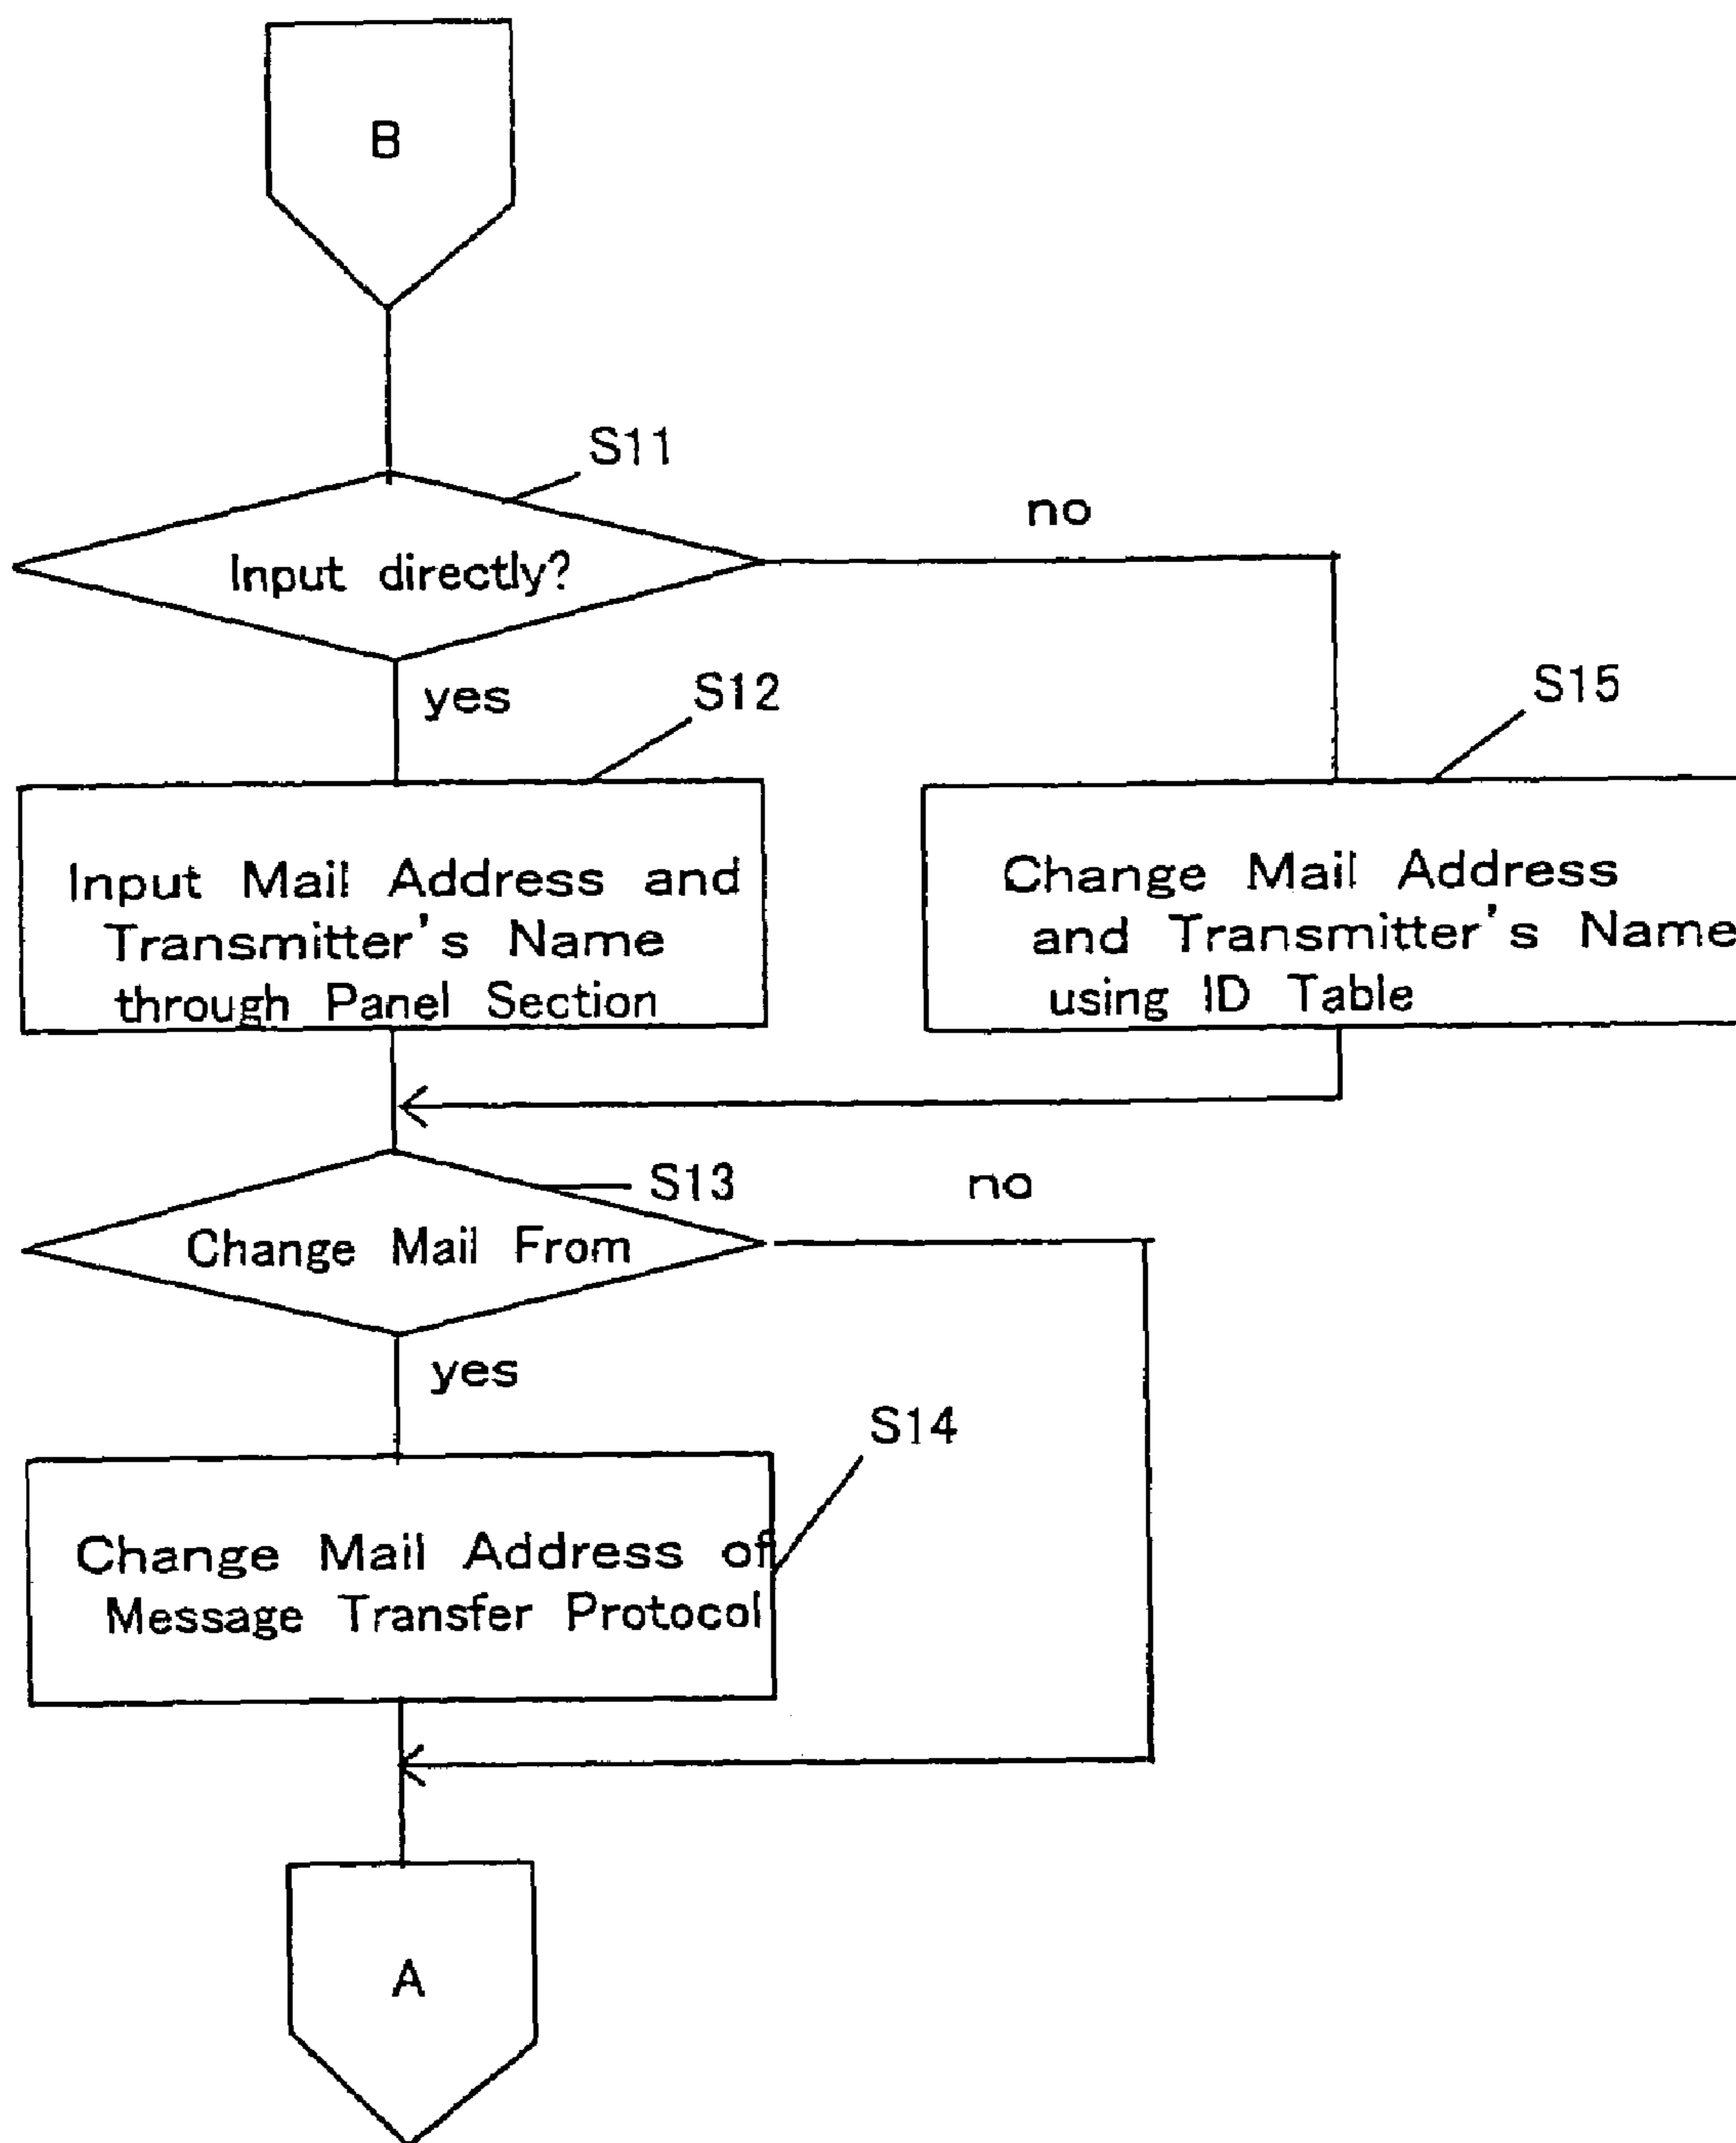 B
S11
no
Input directly?
yes
S12
S15
Input Mail Address and
Transmitter's Name
through Panel Section
Change Mail Address
and Transmitter's Name
using ID Table
S13
no
Change Mail From
yes
S14
Change Mail Address of
Message Transfer Protocol
A